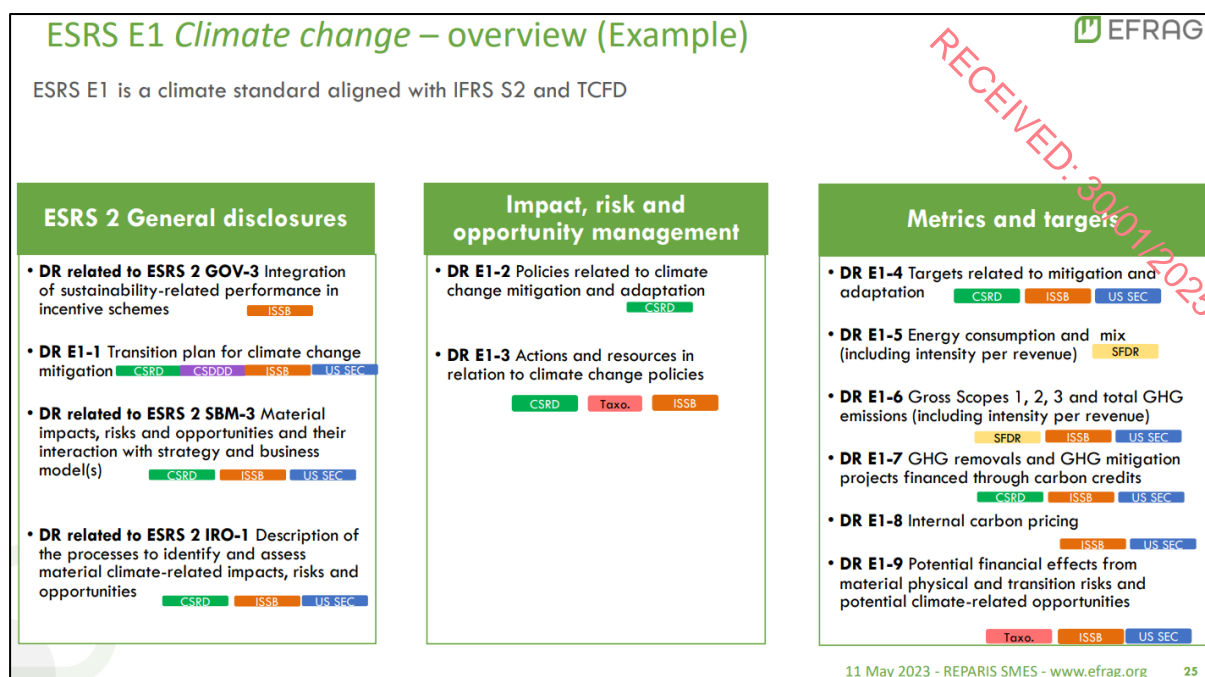 ESRS E1 Climate change – overview (Example)
EFRAG
ESRS E1 is a climate standard aligned with IFRS S2 and TCFD
RECEIVED: 30/01/2025
ESRS 2 General disclosures
• DR related to ESRS 2 GOV-3 Integration
of sustainability-related performance in
incentive schemes ISSB
• DR E1-1 Transition plan for climate change
mitigation CSRD CSDDD ISSB US SEC
• DR related to ESRS 2 SBM-3 Material
impacts, risks and opportunities and their
interaction with strategy and business
model(s) CSRD ISSB US SEC
• DR related to ESRS 2 IRO-1 Description of
the processes to identify and assess
material climate-related impacts, risks and
opportunities CSRD ISSB US SEC
Impact, risk and
opportunity management
• DR E1-2 Policies related to climate
change mitigation and adaptation
CSRD
• DR E1-3 Actions and resources in
relation to climate change policies
CSRD Taxo. ISSB
Metrics and targets
• DR E1-4 Targets related to mitigation and
adaptation CSRD ISSB US SEC
• DR E1-5 Energy consumption and mix
(including intensity per revenue) SFDR
• DR E1-6 Gross Scopes 1, 2, 3 and total GHG
emissions (including intensity per revenue)
SFDR ISSB US SEC
• DR E1-7 GHG removals and GHG mitigation
projects financed through carbon credits
CSRD ISSB US SEC
• DR E1-8 Internal carbon pricing
ISSB US SEC
• DR E1-9 Potential financial effects from
material physical and transition risks and
potential climate-related opportunities
Taxo. ISSB US SEC
11 May 2023 - REPARIS SMES - www.efrag.org 25